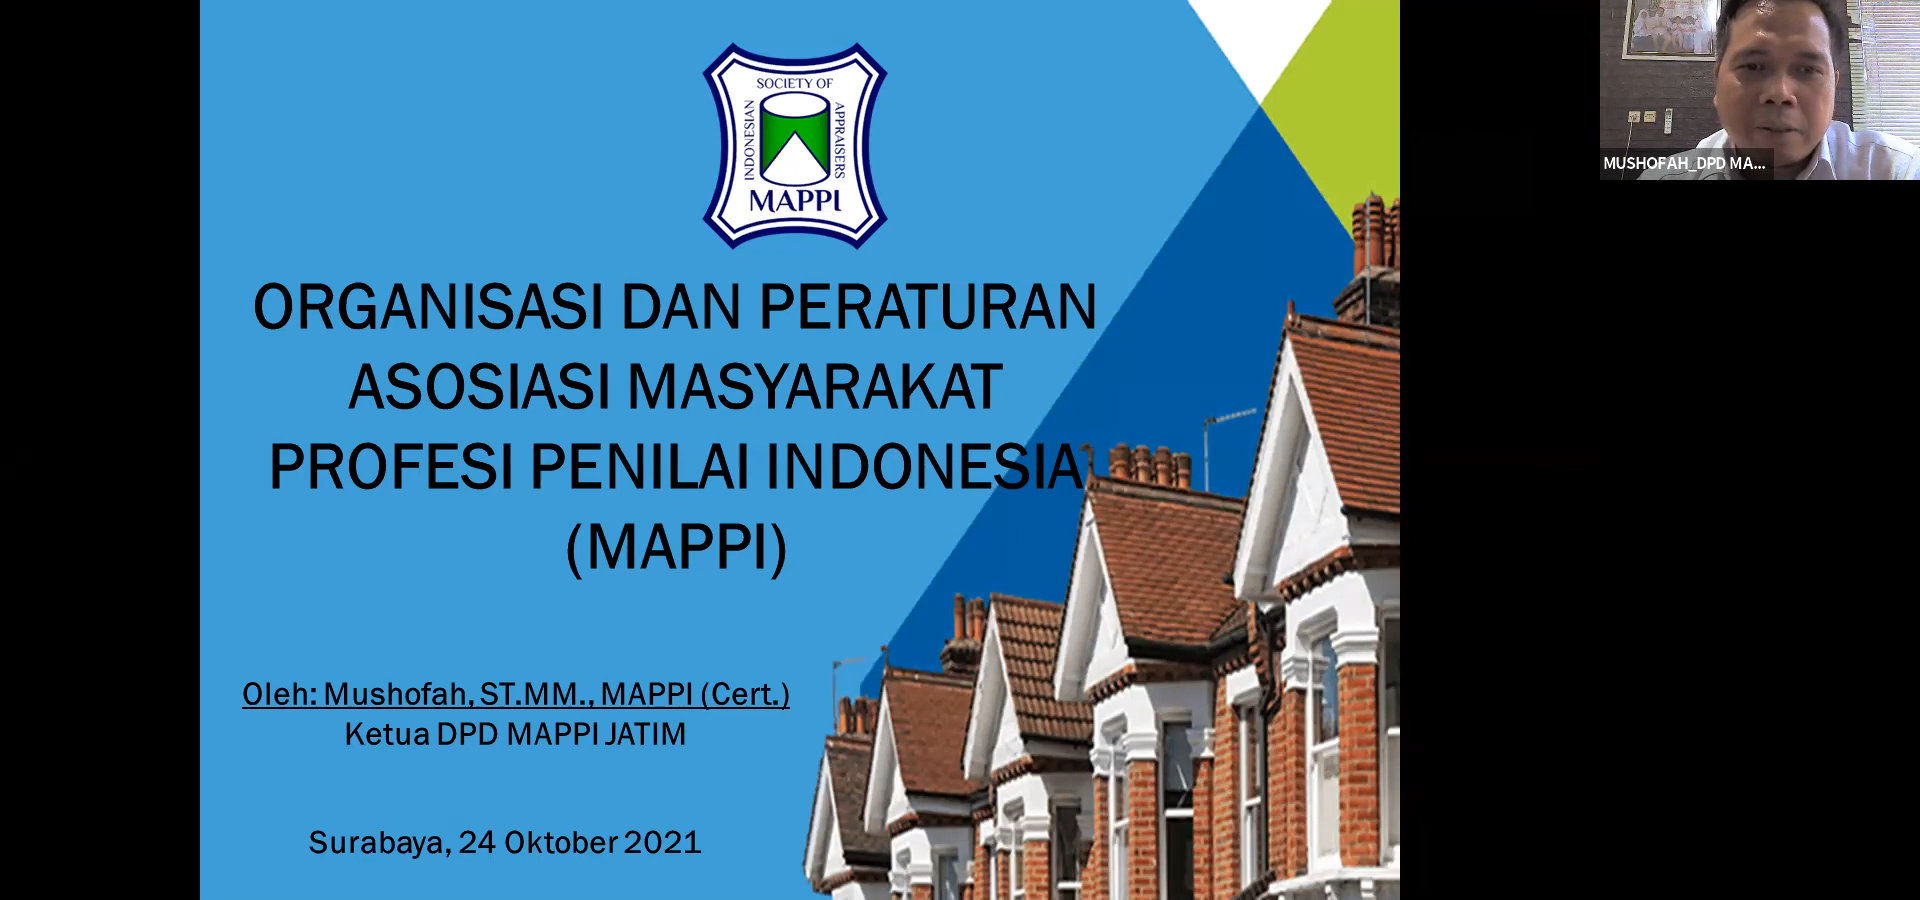 SOCIETY OF
INDONESIAN
APPRAISERS
MAPPI
ORGANISASI DAN PERATURAN
ASOSIASI MASYARAKAT
PROFESI PENILAI INDONESIA
(MAPPI)
Oleh: Mushofah, ST.MM., MAPPI (Cert.)
Ketua DPD MAPPI JATIM
Surabaya, 24 Oktober 2021
MUSHOFAH_DPD MA...